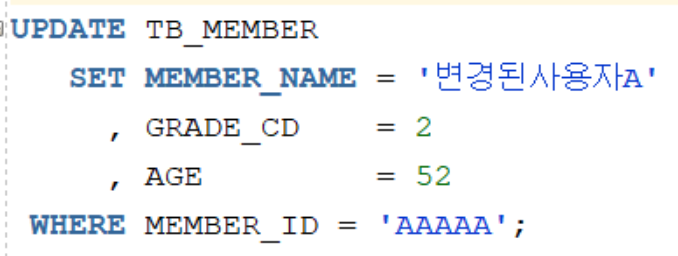 UPDATE TB_MEMBER
SET MEMBER_NAME = '변경된사용자A'
, GRADE_CD = 2
, AGE = 52
WHERE MEMBER_ID = 'AAAAA';